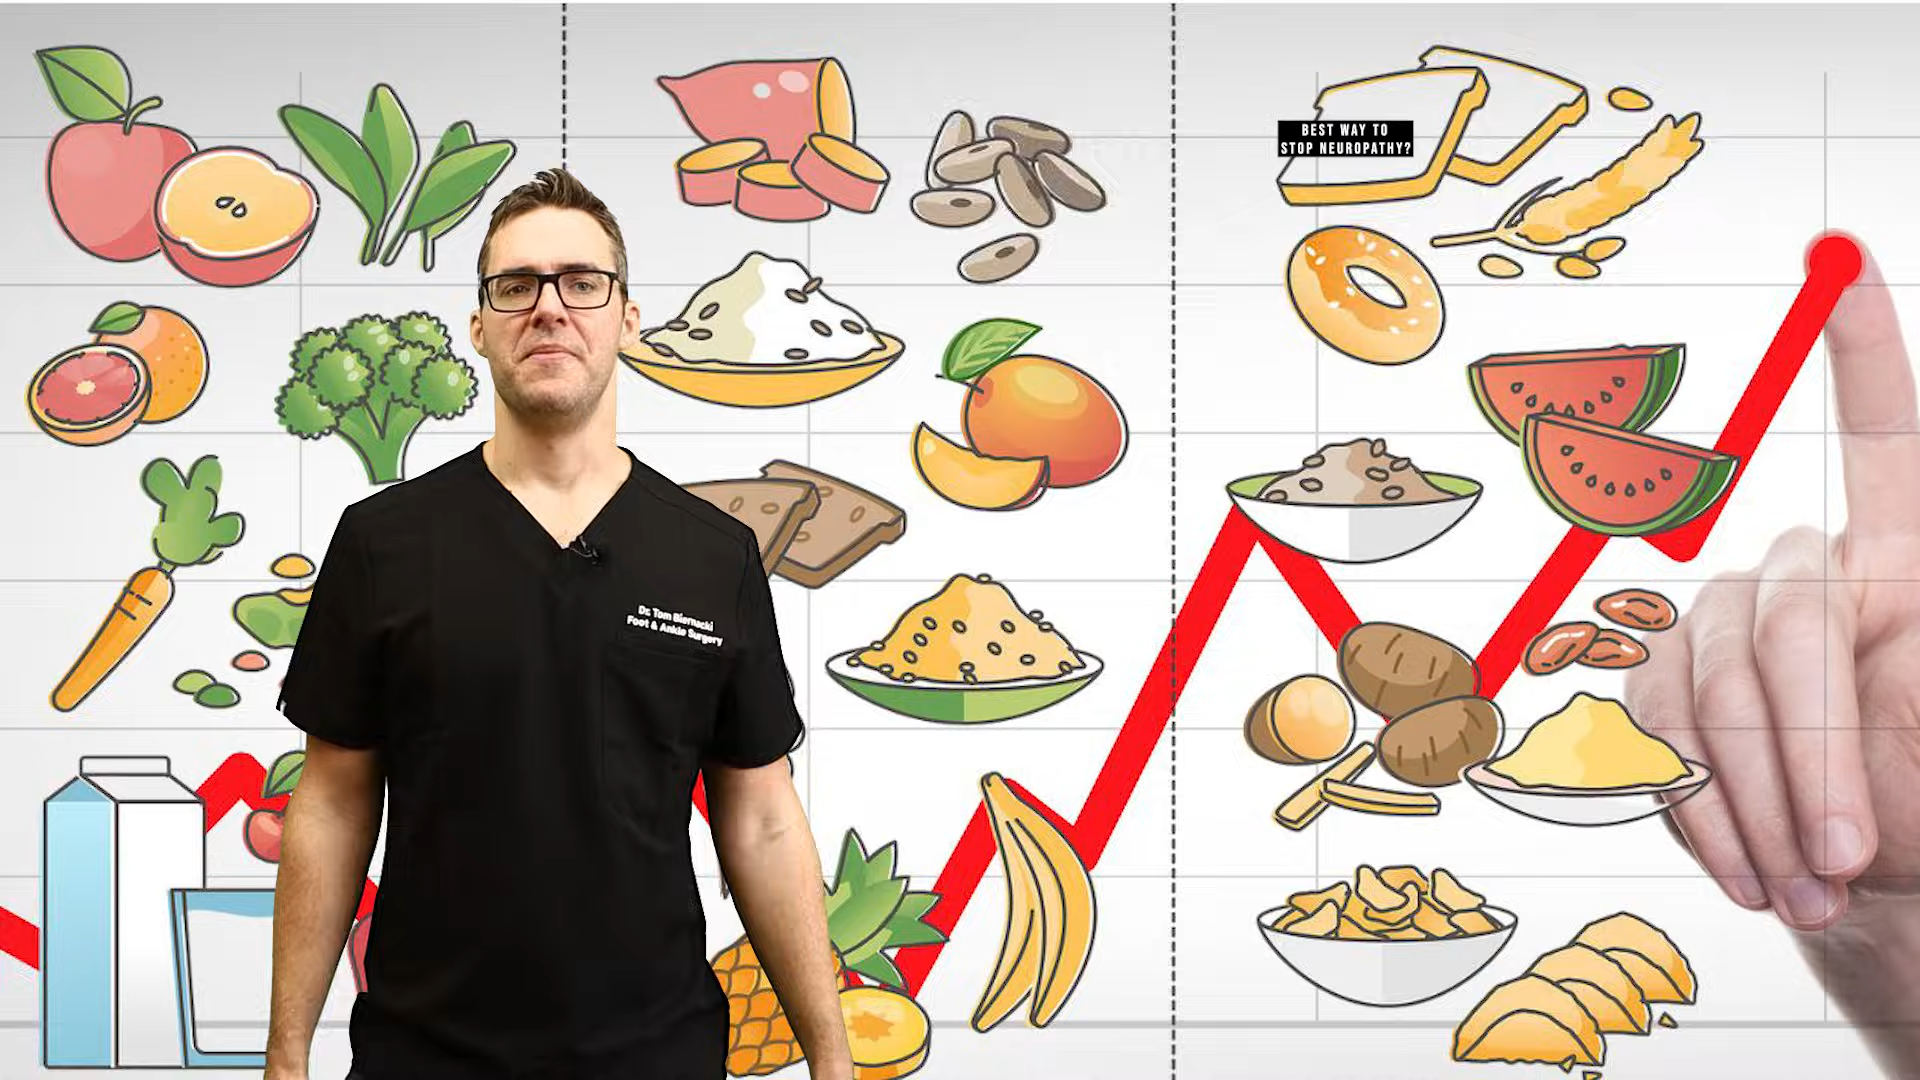 BEST WAY TO
STOP NEUROPATHY?
Dr. Tom Biernacki
Foot & Ankle Surgery